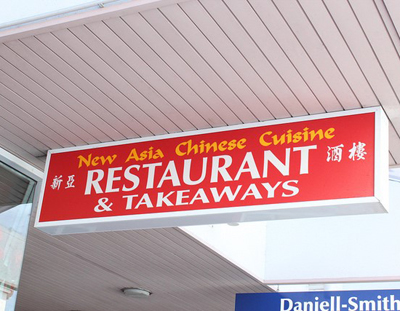 New Asia Chinese Cuisine
新亞 RESTAURANT 酒樓
& TAKEAWAYS
Daniell-Smith